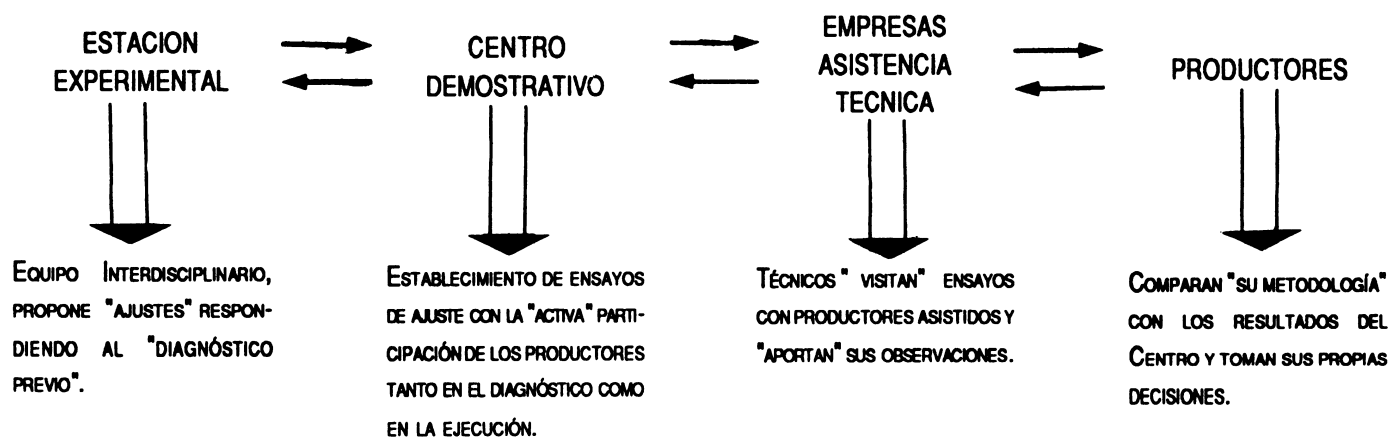 ESTACION
EXPERIMENTAL
CENTRO
DEMOSTRATIVO
EMPRESAS
ASISTENCIA
TECNICA
PRODUCTORES
EQUIPO INTERDISCIPLINARIO,
PROPONE "AJUSTES" RESPON-
DIENDO AL "DIAGNÓSTICO
PREVIO".
ESTABLECIMIENTO DE ENSAYOS
DE AJUSTE CON LA "ACTIVA" PARTI-
CIPACIÓN DE LOS PRODUCTORES
TANTO EN EL DIAGNÓSTICO COMO
EN LA EJECUCIÓN.
TÉCNICOS " VISITAN" ENSAYOS
CON PRODUCTORES ASISTIDOS Y
"APORTAN" SUS OBSERVACIONES.
COMPARAN "SU METODOLOGÍA"
CON LOS RESULTADOS DEL
CENTRO Y TOMAN SUS PROPIAS
DECISIONES.